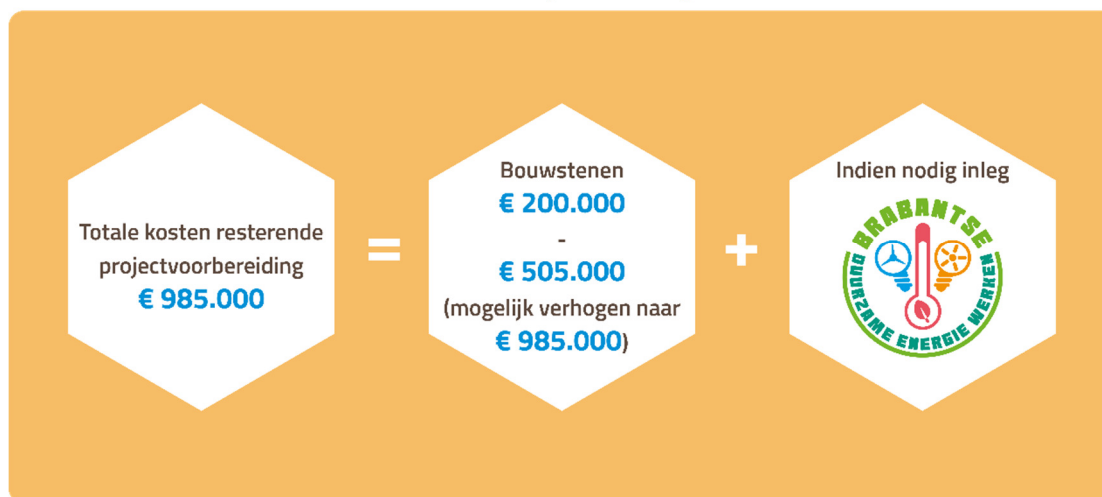 Totale kosten resterende
projectvoorbereiding
€ 985.000
=
Bouwstenen
€ 200.000
-
€ 505.000
(mogelijk verhogen naar
€ 985.000)
+
Indien nodig inleg
BRABANTSE
DUURZAME ENERGIE WERKEN